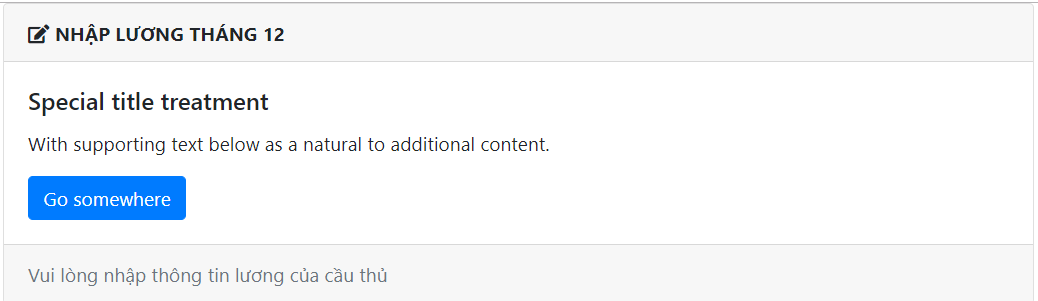 NHẬP LƯƠNG THÁNG 12
Special title treatment
With supporting text below as a natural to additional content.
Go somewhere
Vui lòng nhập thông tin lương của cầu thủ